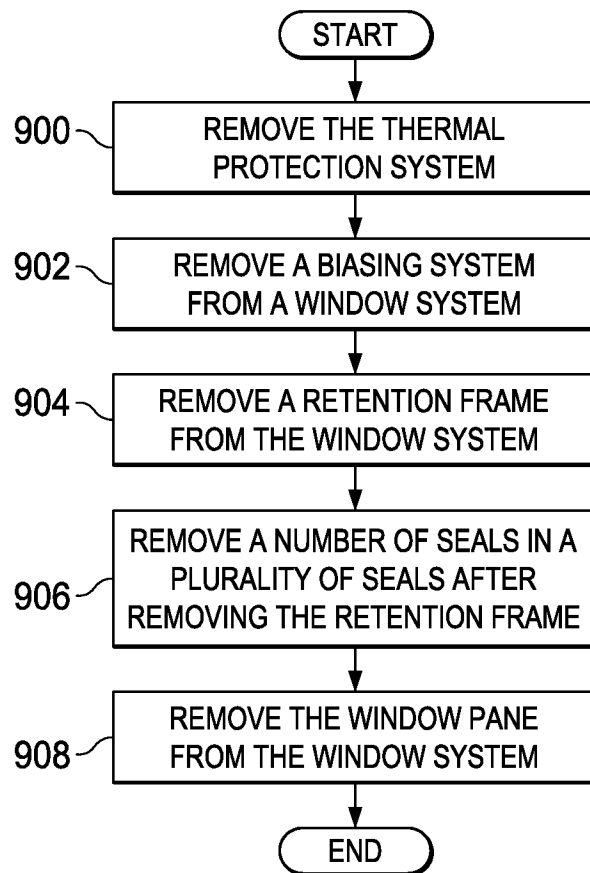 START
900
REMOVE THE THERMAL
PROTECTION SYSTEM
902
REMOVE A BIASING SYSTEM
FROM A WINDOW SYSTEM
904
REMOVE A RETENTION FRAME
FROM THE WINDOW SYSTEM
906
REMOVE A NUMBER OF SEALS IN A
PLURALITY OF SEALS AFTER
REMOVING THE RETENTION FRAME
908
REMOVE THE WINDOW PANE
FROM THE WINDOW SYSTEM
END